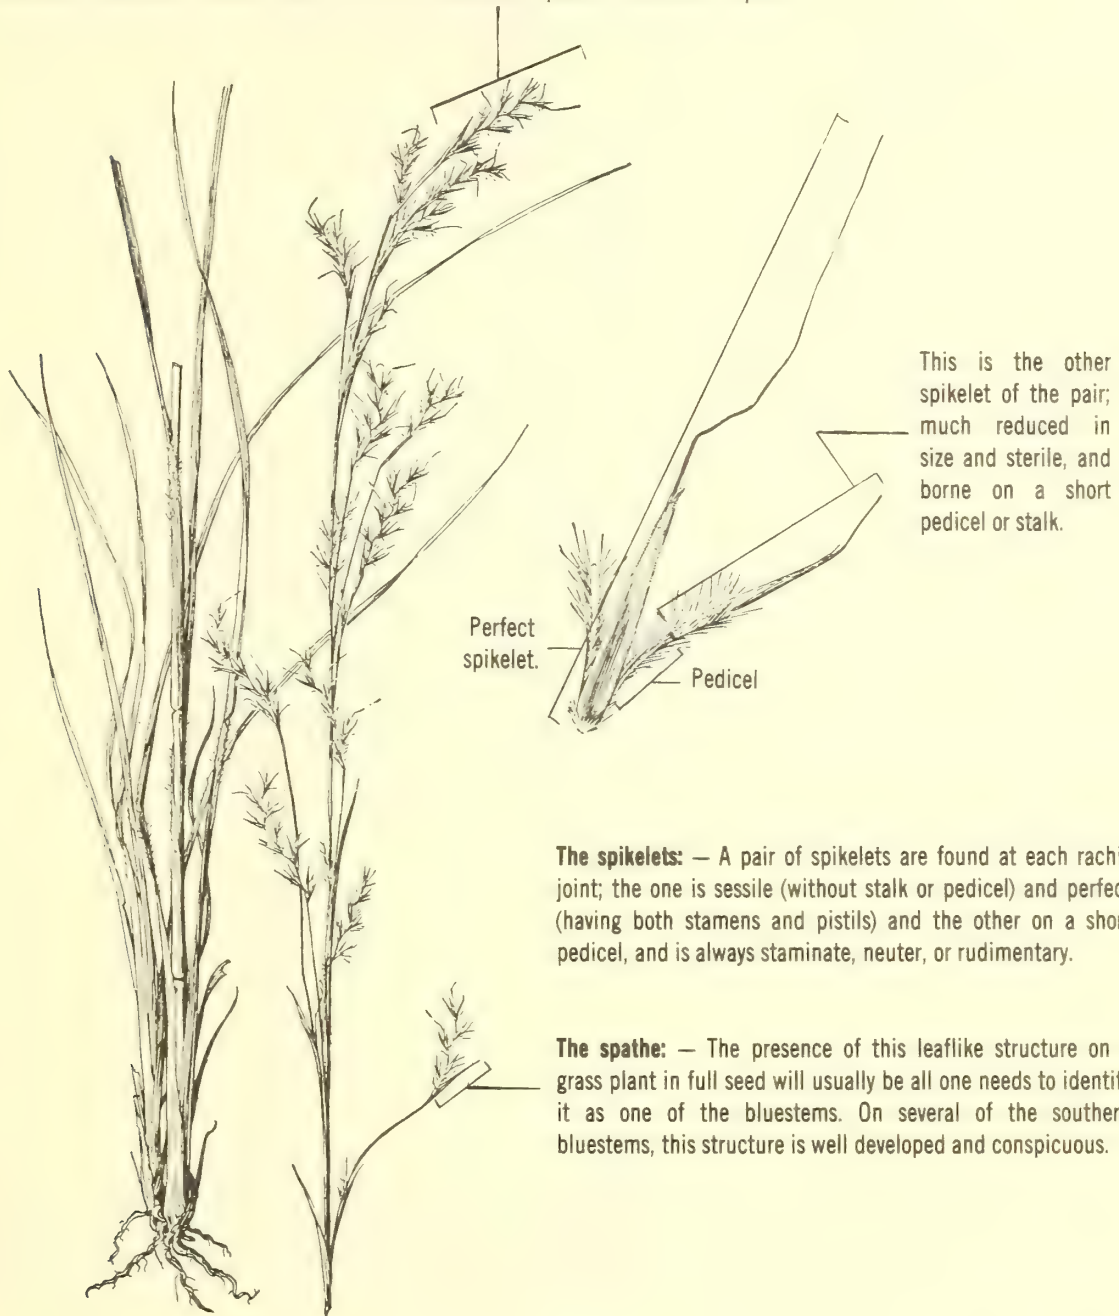 This is the other
spikelet of the pair;
much reduced in
size and sterile, and
borne on a short
pedicel or stalk.
Perfect
spikelet.
Pedicel
The spikelets: — A pair of spikelets are found at each rachi
joint; the one is sessile (without stalk or pedicel) and perfec
(having both stamens and pistils) and the other on a shor
pedicel, and is always staminate, neuter, or rudimentary.
The spathe: — The presence of this leaflike structure on
grass plant in full seed will usually be all one needs to identif
it as one of the bluestems. On several of the souther
bluestems, this structure is well developed and conspicuous.